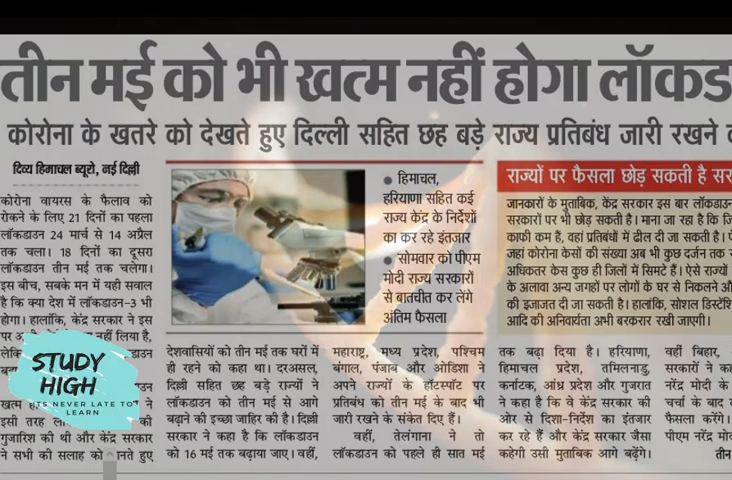 तीन मई को भी खत्म नहीं होगा लॉकड
कोरोना के खतरे को देखते हुए दिल्ली सहित छह बड़े राज्य प्रतिबंध जारी रखने
दिव्य हिमाचल ब्यूरो, नई दिल्ली
कोरोना वायरस के फैलाव को
रोकने के लिए 21 दिनों का पहला
लॉकडाउन 24 मार्च से 14 अप्रैल
तक चला। 18 दिनों का दूसरा
लॉकडाउन तीन मई तक चलेगा।
इस बीच, सबके मन में यही सवाल
है कि क्या देश में लॉकडाउन-3 भी
होगा। हालांकि, केंद्र सरकार ने इस
पर नहीं लिया है,
डाउन
STUDY
HIGH
ITS NEVER LATE TO
LEARN
खत्म ने
इसी तरह की
गुजारिश की थी और केंद्र सरकार
ने सभी की सलाह को नते हुए
देशवासियों को तीन मई तक घरों में
ही रहने को कहा था। दरअसल,
दिल्ली सहित छह बड़े राज्यों ने
लॉकडाउन को तीन मई से आगे
बढ़ाने की इच्छा जाहिर की है। दिल्ली
सरकार ने कहा है कि लॉकडाउन
को 16 मई तक बढ़ाया जाए। वहीं,
● हिमाचल,
हरियाणा सहित कई
राज्य केंद्र के निर्देशों
का कर रहे इंतजार
● सोमवार को पीएम
मोदी राज्य सरकारों
से बातचीत कर लेंगे
अंतिम फैसला
महाराष्ट्र, मध्य प्रदेश, पश्चिम
बंगाल, पंजाब और ओडिशा ने
अपने राज्यों के हॉटस्पॉट पर
प्रतिबंध को तीन मई के बाद भी
जारी रखने के संकेत दिए हैं।
वहीं, तेलंगाना ने तो
लॉकडाउन को पहले ही सात मई
राज्यों पर फैसला छोड़ सकती है सर
जानकारों के मुताबिक, केंद्र सरकार इस बार लॉकडाउन
सरकारों पर भी छोड़ सकती है। माना जा रहा है कि जि
काफी कम हैं, वहां प्रतिबंधों में ढील दी जा सकती है।
जहां कोरोना केसों की संख्या अब भी कुछ दर्जन तक
अधिकतर केस कुछ ही जिलों में सिमटे हैं। ऐसे राज्यों
के अलावा अन्य जगहों पर लोगों के घर से निकलने और
की इजाजत दी जा सकती है। हालांकि, सोशल डिस्टेंसि
आदि की अनिवार्यता अभी बरकरार रखी जाएगी।
तक बढ़ा दिया है। हरियाणा,
हिमाचल प्रदेश, तमिलनाडु,
कर्नाटक, आंध्र प्रदेश और गुजरात
ने कहा है कि वे केंद्र सरकार की
ओर से दिशा-निर्देश का इंतजार
कर रहे हैं और केंद्र सरकार जैसा
कहेगी उसी मुताबिक आगे बढ़ेंगे।
वहीं बिहार,
सरकारों ने कह
नरेंद्र मोदी के
चर्चा के बाद
फैसला करेंगे।
पीएम नरेंद्र मोद
तीन